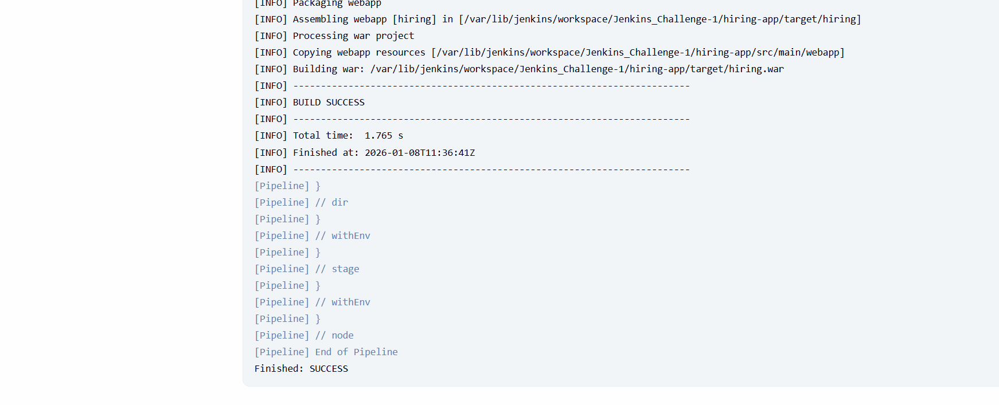 [INFO] Packaging webapp
[INFO] Assembling webapp [hiring] in [/var/lib/jenkins/workspace/Jenkins_Challenge-1/hiring-app/target/hiring]
[INFO] Processing war project
[INFO] Copying webapp resources [/var/lib/jenkins/workspace/Jenkins_Challenge-1/hiring-app/src/main/webapp]
[INFO] Building war: /var/lib/jenkins/workspace/Jenkins_Challenge-1/hiring-app/target/hiring.war
[INFO] ------------------------------------------------------------------------
[INFO] BUILD SUCCESS
[INFO] ------------------------------------------------------------------------
[INFO] Total time:  1.765 s
[INFO] Finished at: 2026-01-08T11:36:41Z
[INFO] ------------------------------------------------------------------------
[Pipeline] }
[Pipeline] // dir
[Pipeline] }
[Pipeline] // withEnv
[Pipeline] }
[Pipeline] // stage
[Pipeline] }
[Pipeline] // withEnv
[Pipeline] }
[Pipeline] // node
[Pipeline] End of Pipeline
Finished: SUCCESS